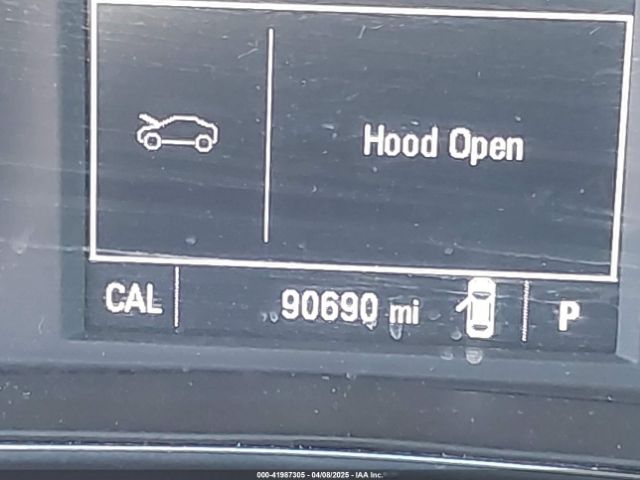 Hood Open
CAL
90690 mi
P
000-41987305 - 04/08/2025 - IAA Inc.